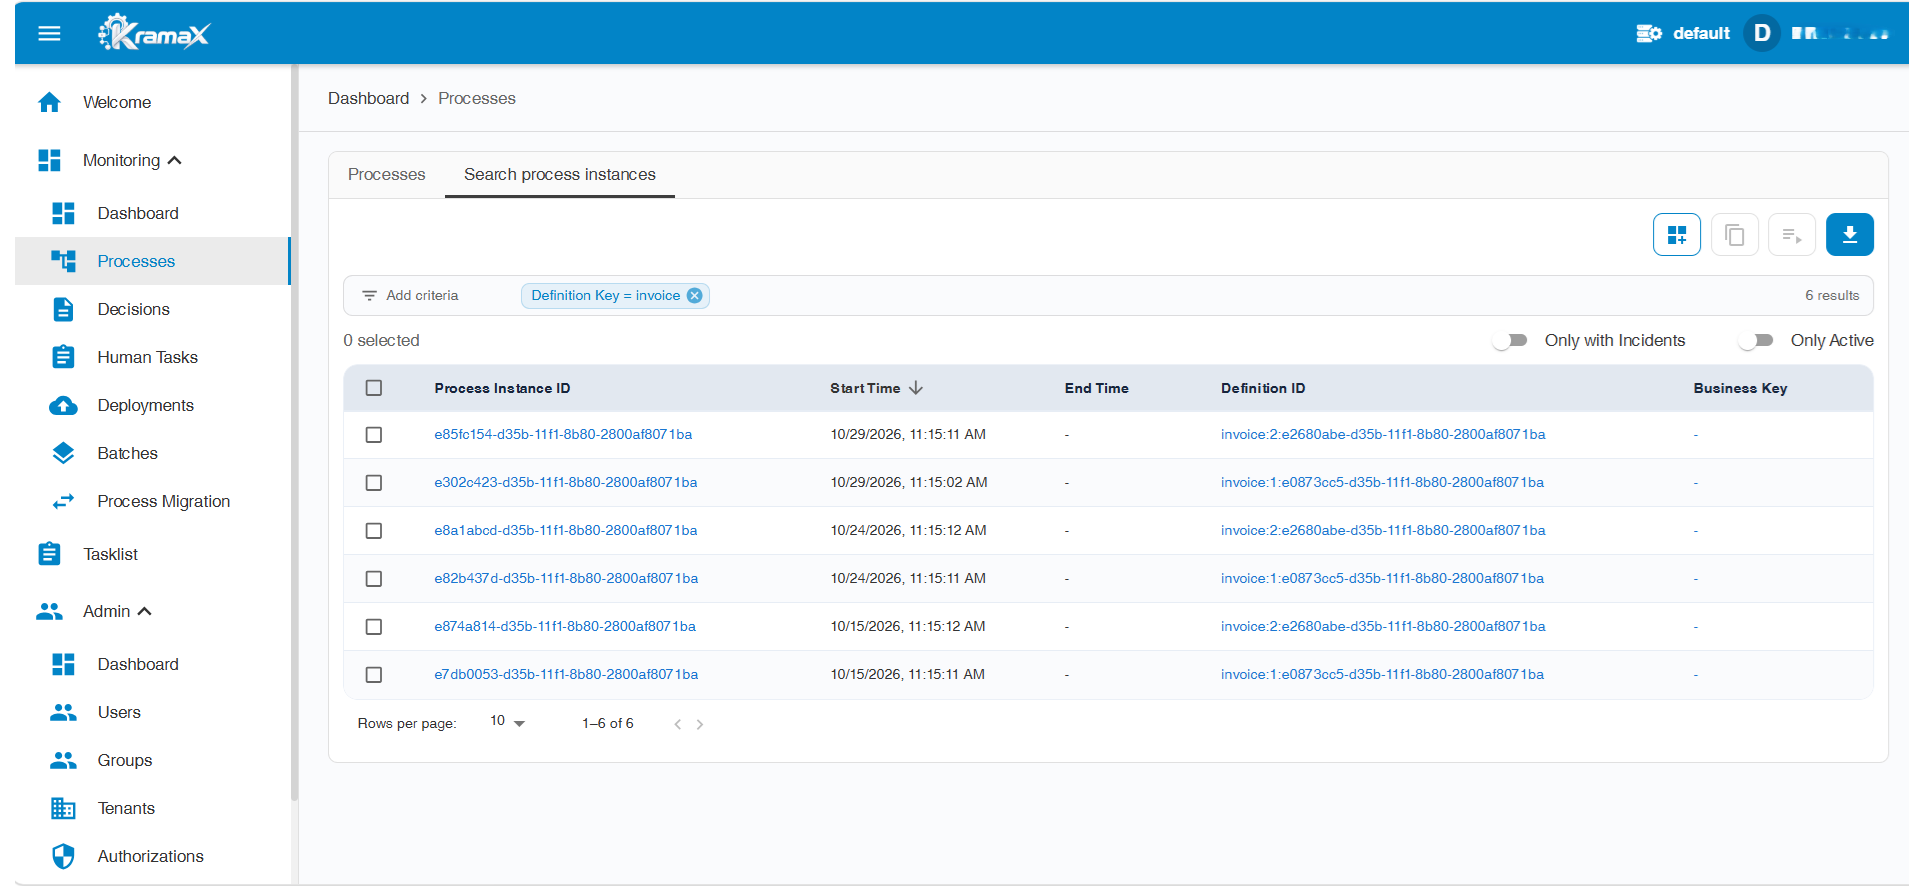 KramaX
default
D
Welcome
Monitoring
Dashboard
Processes
Decisions
Human Tasks
Deployments
Batches
Process Migration
Tasklist
Admin
Dashboard
Users
Groups
Tenants
Authorizations
Dashboard > Processes
Processes Search process instances
Add criteria Definition Key = invoice 6 results
0 selected Only with Incidents Only Active
Process Instance ID Start Time End Time Definition ID Business Key
e85fc154-d35b-11f1-8b80-2800af8071ba 10/29/2026, 11:15:11 AM - invoice:2:e2680abe-d35b-11f1-8b80-2800af8071ba -
e302c423-d35b-11f1-8b80-2800af8071ba 10/29/2026, 11:15:02 AM - invoice:1:e0873cc5-d35b-11f1-8b80-2800af8071ba -
e8a1abcd-d35b-11f1-8b80-2800af8071ba 10/24/2026, 11:15:12 AM - invoice:2:e2680abe-d35b-11f1-8b80-2800af8071ba -
e82b437d-d35b-11f1-8b80-2800af8071ba 10/24/2026, 11:15:11 AM - invoice:1:e0873cc5-d35b-11f1-8b80-2800af8071ba -
e874a814-d35b-11f1-8b80-2800af8071ba 10/15/2026, 11:15:12 AM - invoice:2:e2680abe-d35b-11f1-8b80-2800af8071ba -
e7db0053-d35b-11f1-8b80-2800af8071ba 10/15/2026, 11:15:11 AM - invoice:1:e0873cc5-d35b-11f1-8b80-2800af8071ba -
Rows per page: 10 1–6 of 6